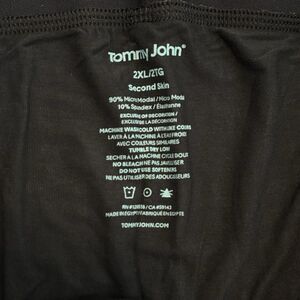 Tommy John®
2XL/2TG
Second Skin
90% MicroModal / Micro Modal
10% Spandex / Élasthanne
EXCLUSIVE OF DECORATION /
EXCLUSIF DE LA DÉCORATION
MACHINE WASH COLD WITH LIKE COLORS
LAVER À LA MACHINE À L'EAU FROIDE
AVEC COULEURS SIMILAIRES
TUMBLE DRY LOW
SÉCHER À LA MACHINE CYCLE DOUX
NO BLEACH NE PAS JAVELLISER
DO NOT USE SOFTENERS
NE PAS UTILISER DES ADOUCISSEURS
MADE IN EGYPT/FABRIQUÉ EN EGYPTE
TOMMYJOHN.COM